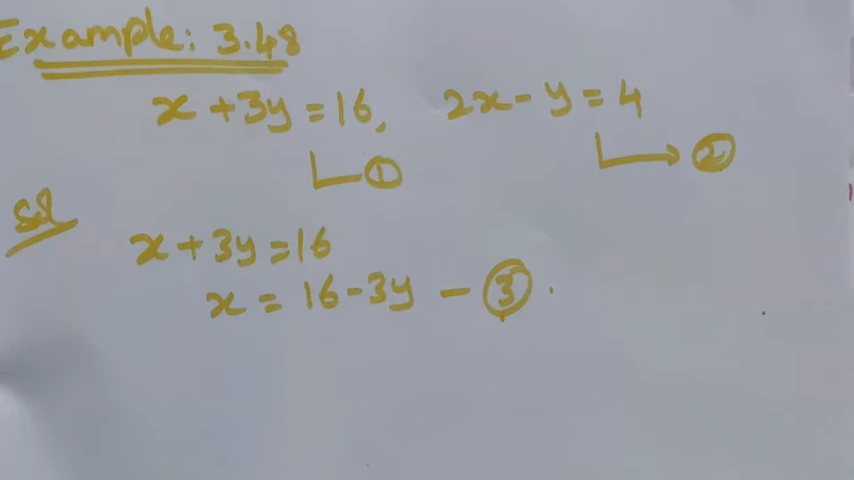 Example: 3.48
x + 3y = 16,   2x - y = 4
①   ②
Sol
x + 3y = 16
x = 16 - 3y - ③.